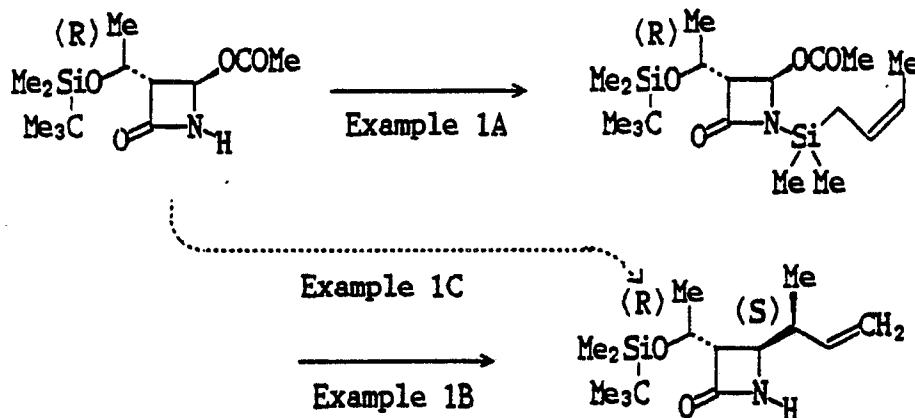 (R) Me OCOMe
Me₂SiO
Me₃C O N H
Example 1A
(R) Me OCOMe Me
Me₂SiO
Me₃C O N Si
Me Me
Example 1C
Example 1B
(R) Me (S) Me
Me₂SiO CH₂
Me₃C O N H